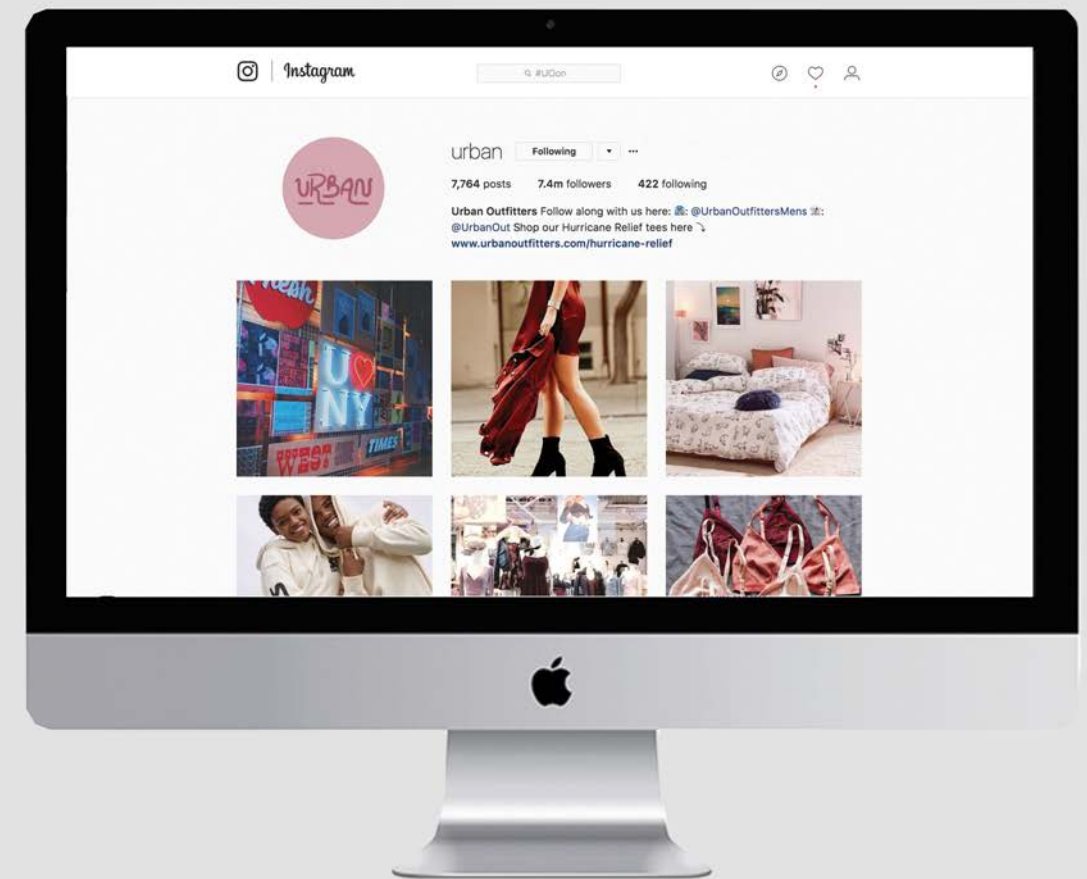 Instagram
#UOon
urban Following
7,764 posts 7.4m followers 422 following
Urban Outfitters Follow along with us here: : @UrbanOutfittersMens :
@UrbanOut Shop our Hurricane Relief tees here ⤵
www.urbanoutfitters.com/hurricane-relief
URBAN
Fresh
U ♥
NY
WEST
TIMES